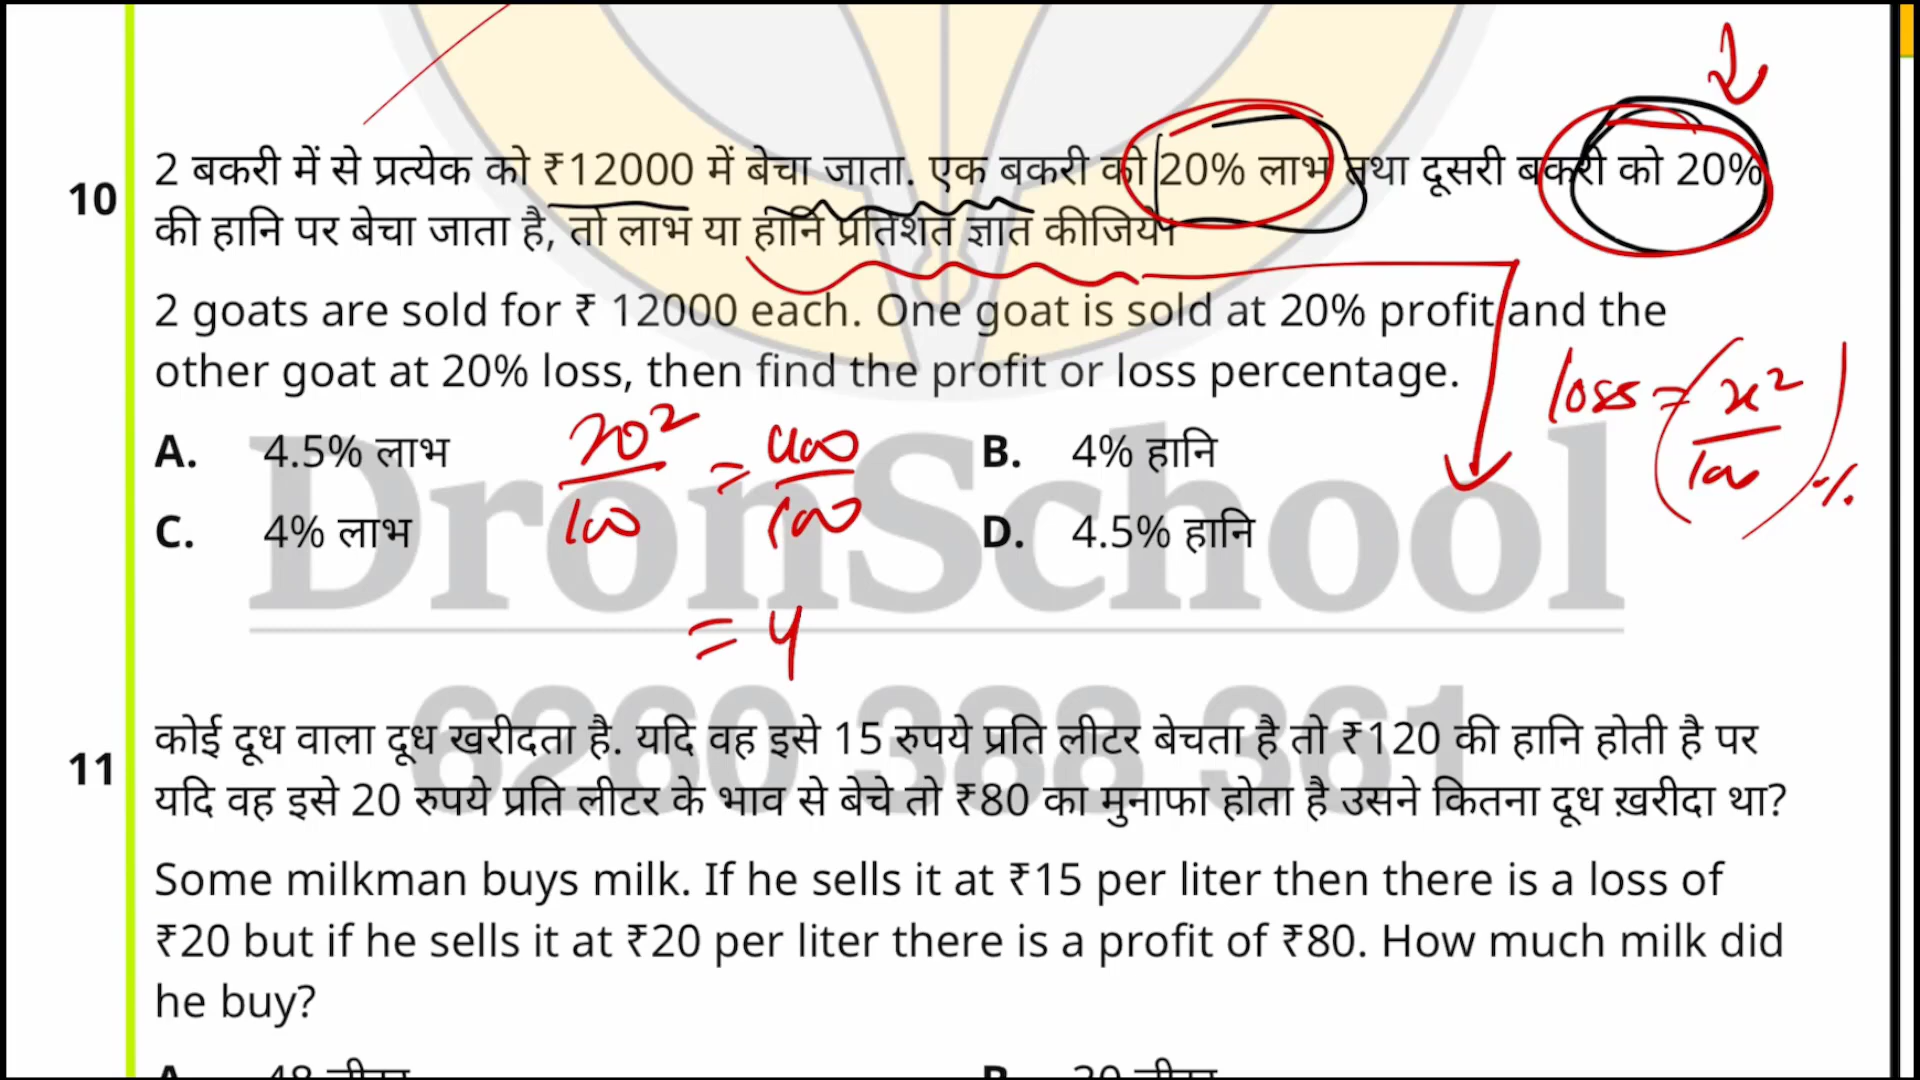 10
2 बकरी में से प्रत्येक को ₹12000 में बेचा जाता. एक बकरी को 20% लाभ तथा दूसरी बकरी को 20%
की हानि पर बेचा जाता है, तो लाभ या हानि प्रतिशत ज्ञात कीजिये।
2 goats are sold for ₹ 12000 each. One goat is sold at 20% profit and the
other goat at 20% loss, then find the profit or loss percentage.
loss = (x²/100)%
A. 4.5% लाभ
B. 4% हानि
20²/100 = 400/100
C. 4% लाभ
D. 4.5% हानि
= 4
DronSchool
6260 388 361
11
कोई दूध वाला दूध खरीदता है. यदि वह इसे 15 रुपये प्रति लीटर बेचता है तो ₹120 की हानि होती है पर
यदि वह इसे 20 रुपये प्रति लीटर के भाव से बेचे तो ₹80 का मुनाफा होता है उसने कितना दूध ख़रीदा था?
Some milkman buys milk. If he sells it at ₹15 per liter then there is a loss of
₹20 but if he sells it at ₹20 per liter there is a profit of ₹80. How much milk did
he buy?